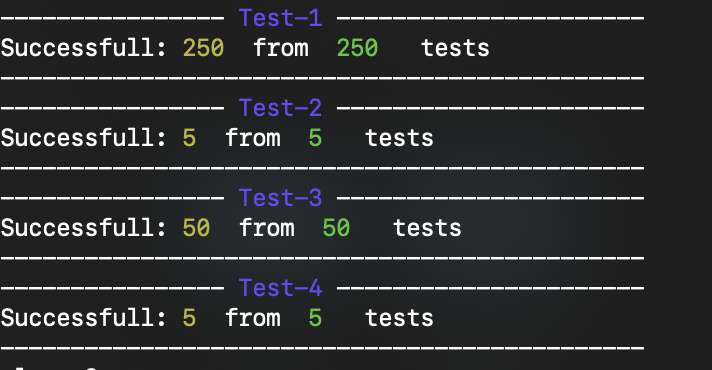 ---------------- Test-1 ----------------------
Successfull: 250  from  250   tests
----------------------------------------------
---------------- Test-2 ----------------------
Successfull: 5  from  5   tests
----------------------------------------------
---------------- Test-3 ----------------------
Successfull: 50  from  50   tests
----------------------------------------------
---------------- Test-4 ----------------------
Successfull: 5  from  5   tests
----------------------------------------------